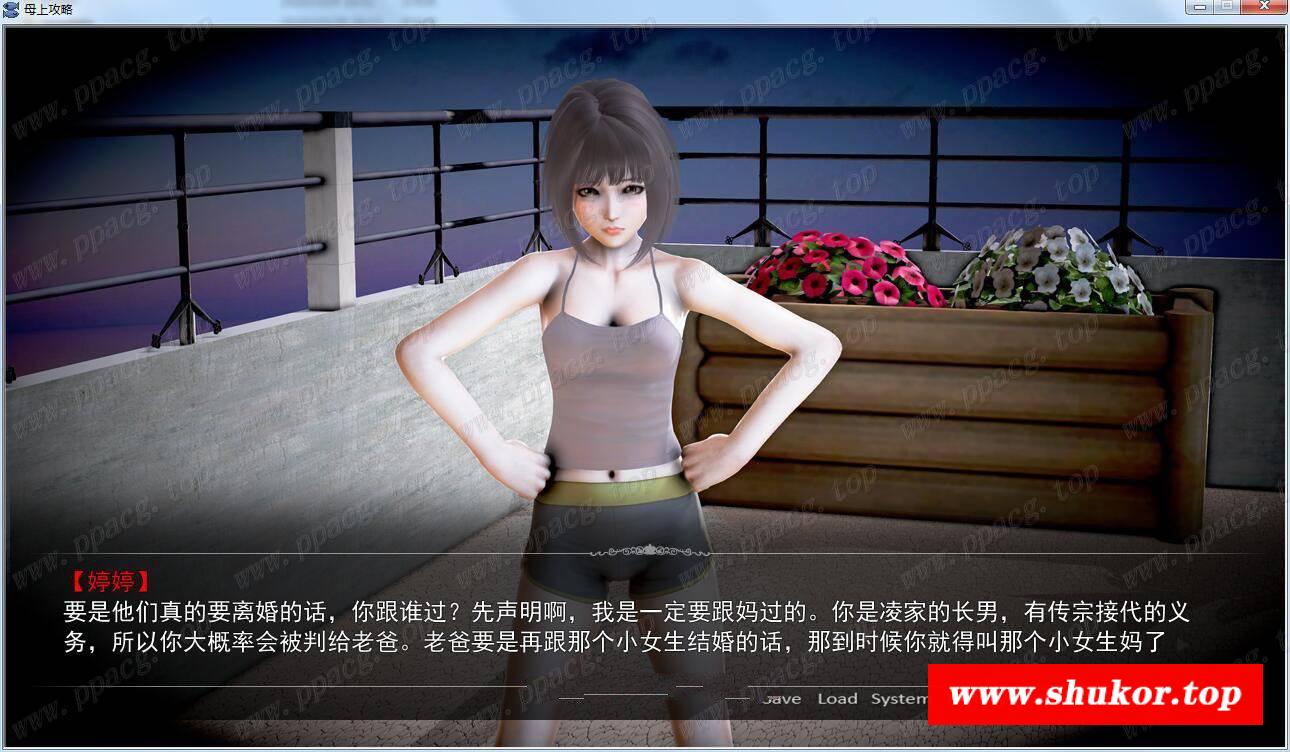 母上攻略
【婷婷】
要是他们真的要离婚的话，你跟谁过？先声明啊，我是一定要跟妈过的。你是凌家的长男，有传宗接代的义
务，所以你大概率会被判给老爸。老爸要是再跟那个小女生结婚的话，那到时候你就得叫那个小女生妈了
Save Load System
www.shukor.top
www.ppacg.top